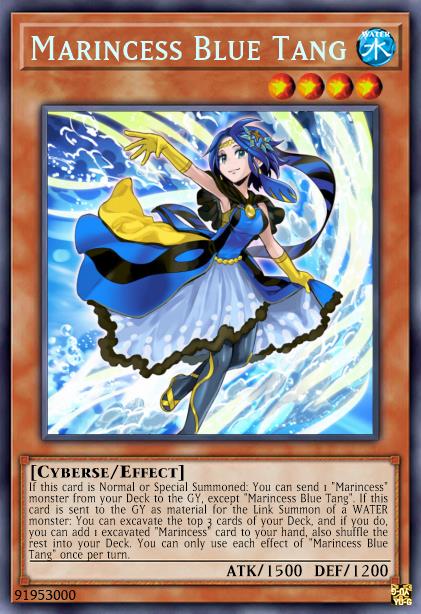 Marincess Blue Tang
WATER
水
[Cyberse/Effect]
If this card is Normal or Special Summoned: You can send 1 "Marincess"
monster from your Deck to the GY, except "Marincess Blue Tang". If this
card is sent to the GY as material for the Link Summon of a WATER
monster: You can excavate the top 3 cards of your Deck, and if you do,
you can add 1 excavated "Marincess" card to your hand, also shuffle the
rest into your Deck. You can only use each effect of "Marincess Blue
Tang" once per turn.
ATK/1500 DEF/1200
91953000